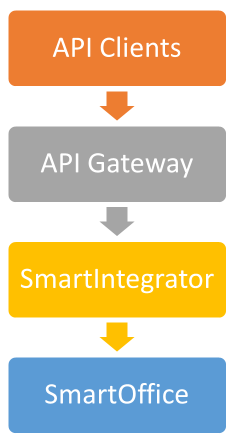 API Clients
API Gateway
SmartIntegrator
SmartOffice